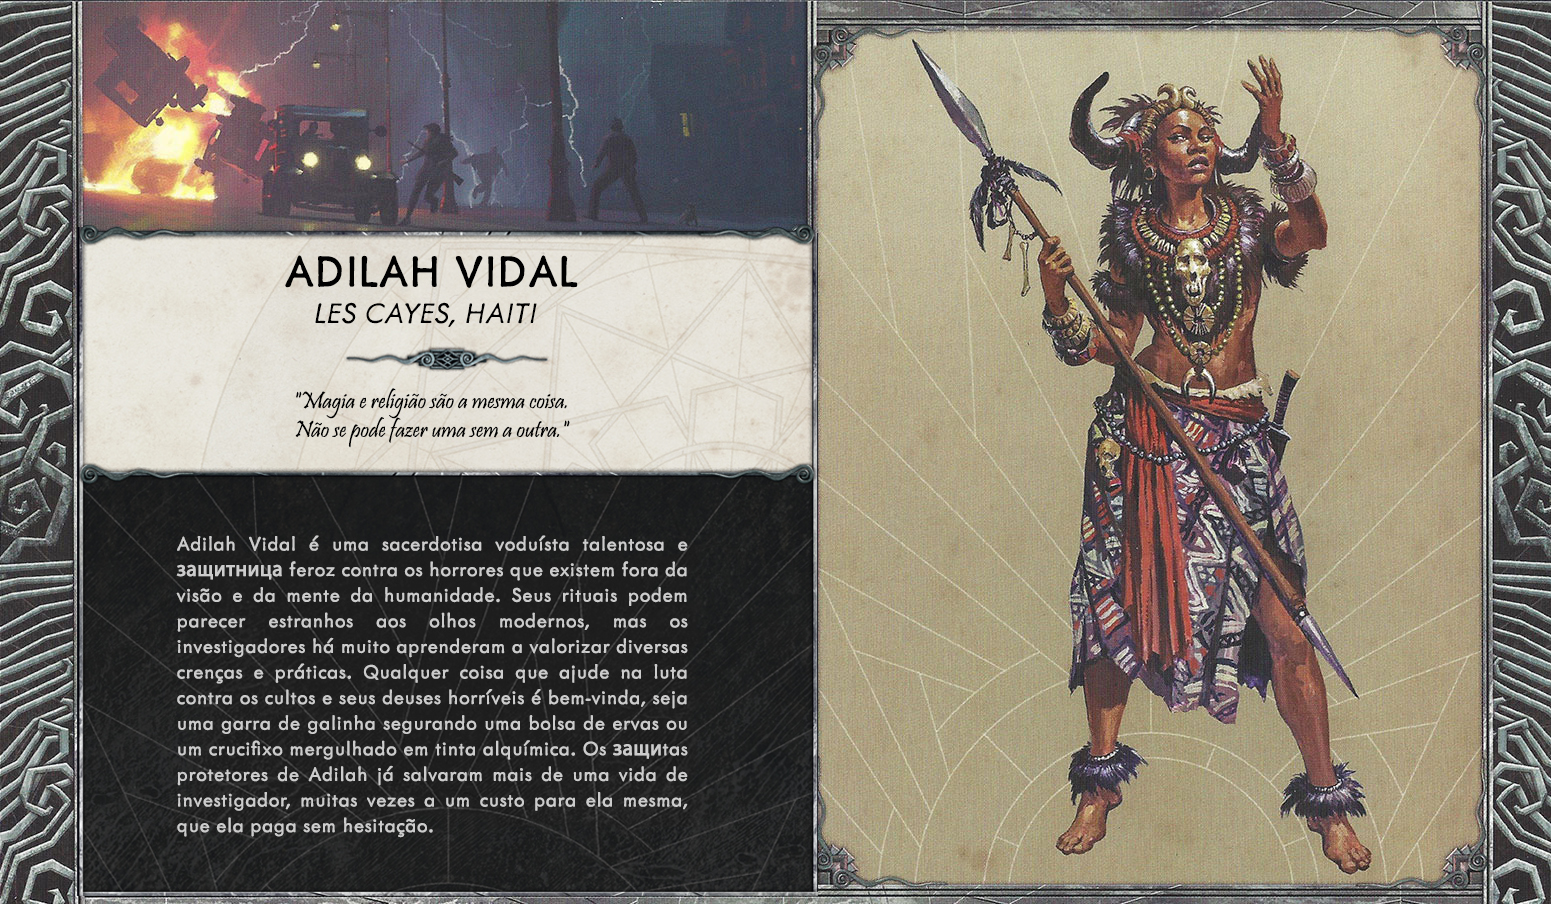 ADILAH VIDAL
LES CAYES, HAITI
"Magia e religião são a mesma coisa.
Não se pode fazer uma sem a outra."
Adilah Vidal é uma sacerdotisa voduísta talentosa e
защитница feroz contra os horrores que existem fora da
visão e da mente da humanidade. Seus rituais podem
parecer estranhos aos olhos modernos, mas os
investigadores há muito aprenderam a valorizar diversas
crenças e práticas. Qualquer coisa que ajude na luta
contra os cultos e seus deuses horríveis é bem-vinda, seja
uma garra de galinha segurando uma bolsa de ervas ou
um crucifixo mergulhado em tinta alquímica. Os защиtas
protetores de Adilah já salvaram mais de uma vida de
investigador, muitas vezes a um custo para ela mesma,
que ela paga sem hesitação.